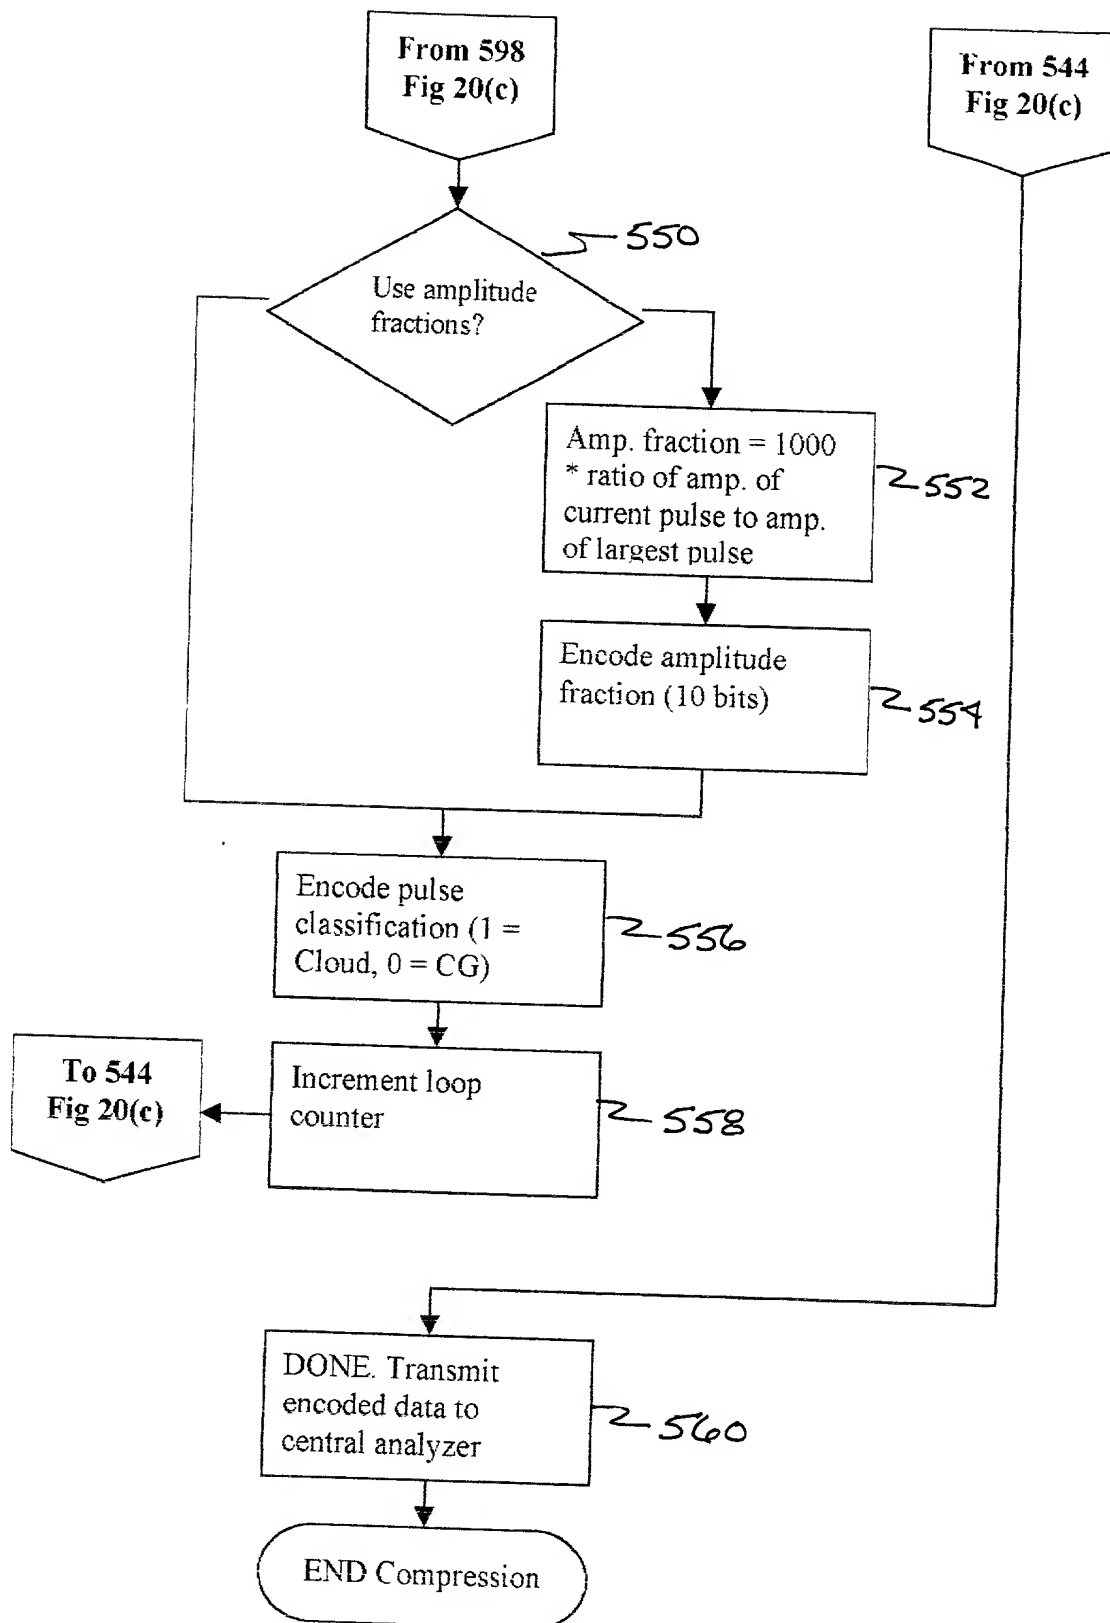 From 598
Fig 20(c)
From 544
Fig 20(c)
550
Use amplitude
fractions?
Amp. fraction = 1000
* ratio of amp. of
current pulse to amp.
of largest pulse
552
Encode amplitude
fraction (10 bits)
554
Encode pulse
classification (1 =
Cloud, 0 = CG)
556
To 544
Fig 20(c)
Increment loop
counter
558
DONE. Transmit
encoded data to
central analyzer
560
END Compression